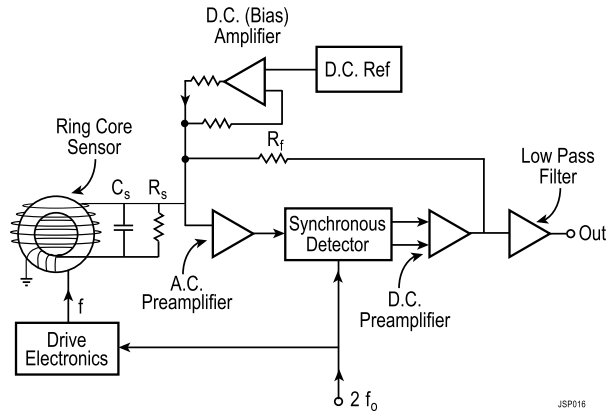 D.C. (Bias)
Amplifier
D.C. Ref
Ring Core
Sensor
Cs
Rs
Rf
Low Pass
Filter
Synchronous
Detector
Out
A.C.
Preamplifier
D.C.
Preamplifier
f
Drive
Electronics
2 fo
JSP016